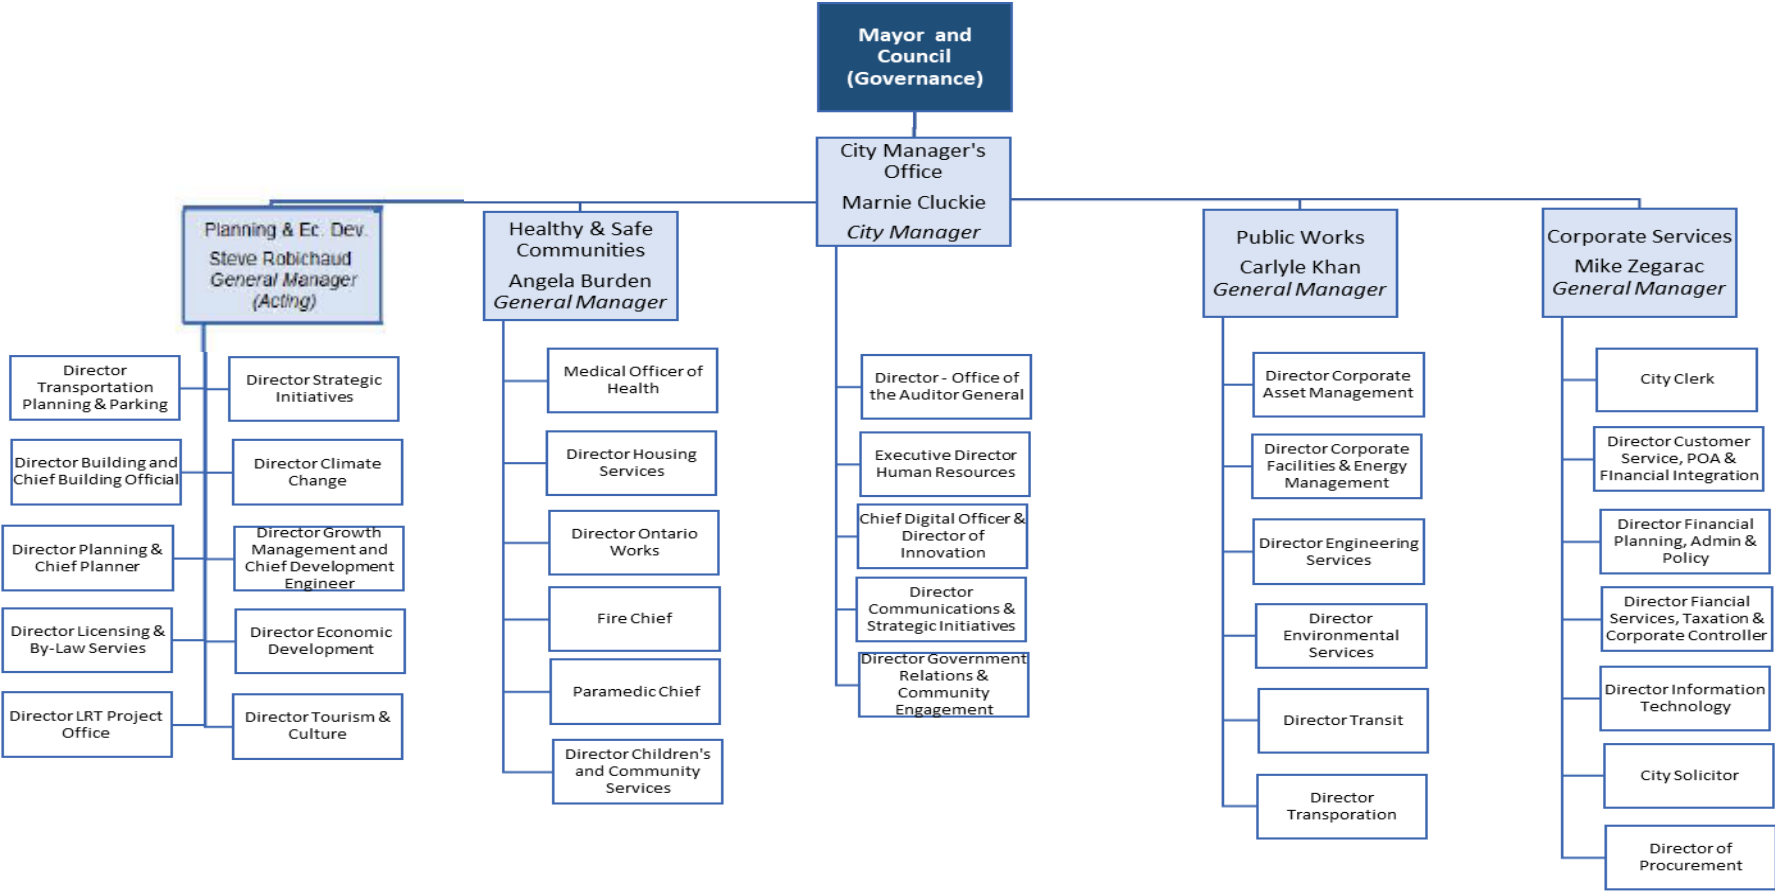 Mayor and
Council
(Governance)
City Manager's
Office
Marnie Cluckie
City Manager
Planning & Ec. Dev.
Steve Robichaud
General Manager
(Acting)
Healthy & Safe
Communities
Angela Burden
General Manager
Public Works
Carlyle Khan
General Manager
Corporate Services
Mike Zegarac
General Manager
Director
Transportation
Planning & Parking
Director Building and
Chief Building Official
Director Planning &
Chief Planner
Director Licensing &
By-Law Servies
Director LRT Project
Office
Director Strategic
Initiatives
Director Climate
Change
Director Growth
Management and
Chief Development
Engineer
Director Economic
Development
Director Tourism &
Culture
Medical Officer of
Health
Director Housing
Services
Director Ontario
Works
Fire Chief
Paramedic Chief
Director Children's
and Community
Services
Director - Office of
the Auditor General
Executive Director
Human Resources
Chief Digital Officer &
Director of
Innovation
Director
Communications &
Strategic Initiatives
Director Government
Relations &
Community
Engagement
Director Corporate
Asset Management
Director Corporate
Facilities & Energy
Management
Director Engineering
Services
Director
Environmental
Services
Director Transit
Director
Transporation
City Clerk
Director Customer
Service, POA &
FInancial Integration
Director Financial
Planning, Admin &
Policy
Director Fiancial
Services, Taxation &
Corporate Controller
Director Information
Technology
City Solicitor
Director of
Procurement